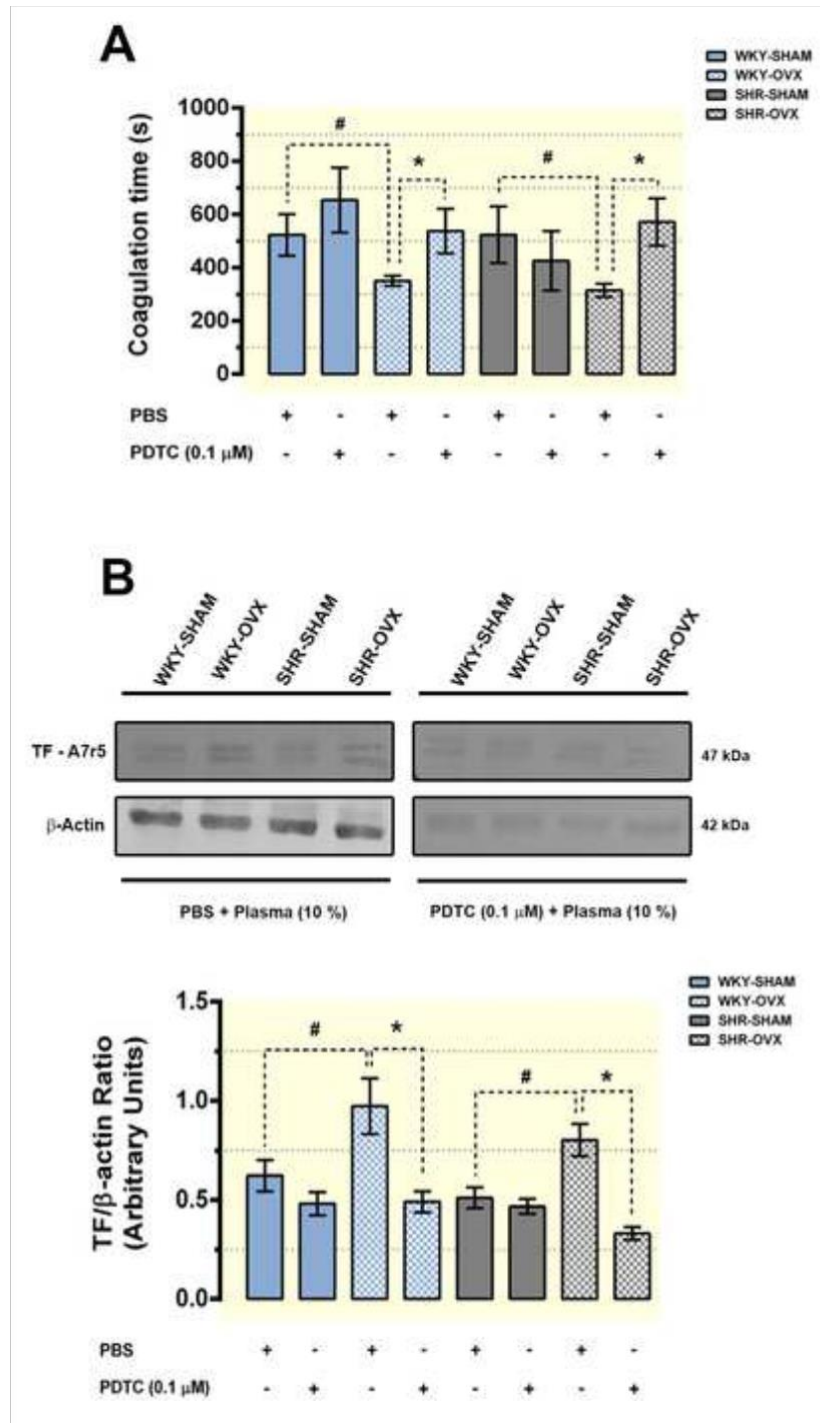 A
WKY-SHAM
WKY-OVX
SHR-SHAM
SHR-OVX
Coagulation time (s)
1000
800
600
400
200
0
# * # *
PBS + - + - + - + -
PDTC (0.1 μM) - + - + - + - +
B
WKY-SHAM WKY-OVX SHR-SHAM SHR-OVX WKY-SHAM WKY-OVX SHR-SHAM SHR-OVX
TF - A7r5 47 kDa
β-Actin 42 kDa
PBS + Plasma (10 %) PDTC (0.1 μM) + Plasma (10 %)
WKY-SHAM
WKY-OVX
SHR-SHAM
SHR-OVX
TF/β-actin Ratio
(Arbitrary Units)
1.5
1.0
0.5
0.0
# * # *
PBS + - + - + - + -
PDTC (0.1 μM) - + - + - + - +